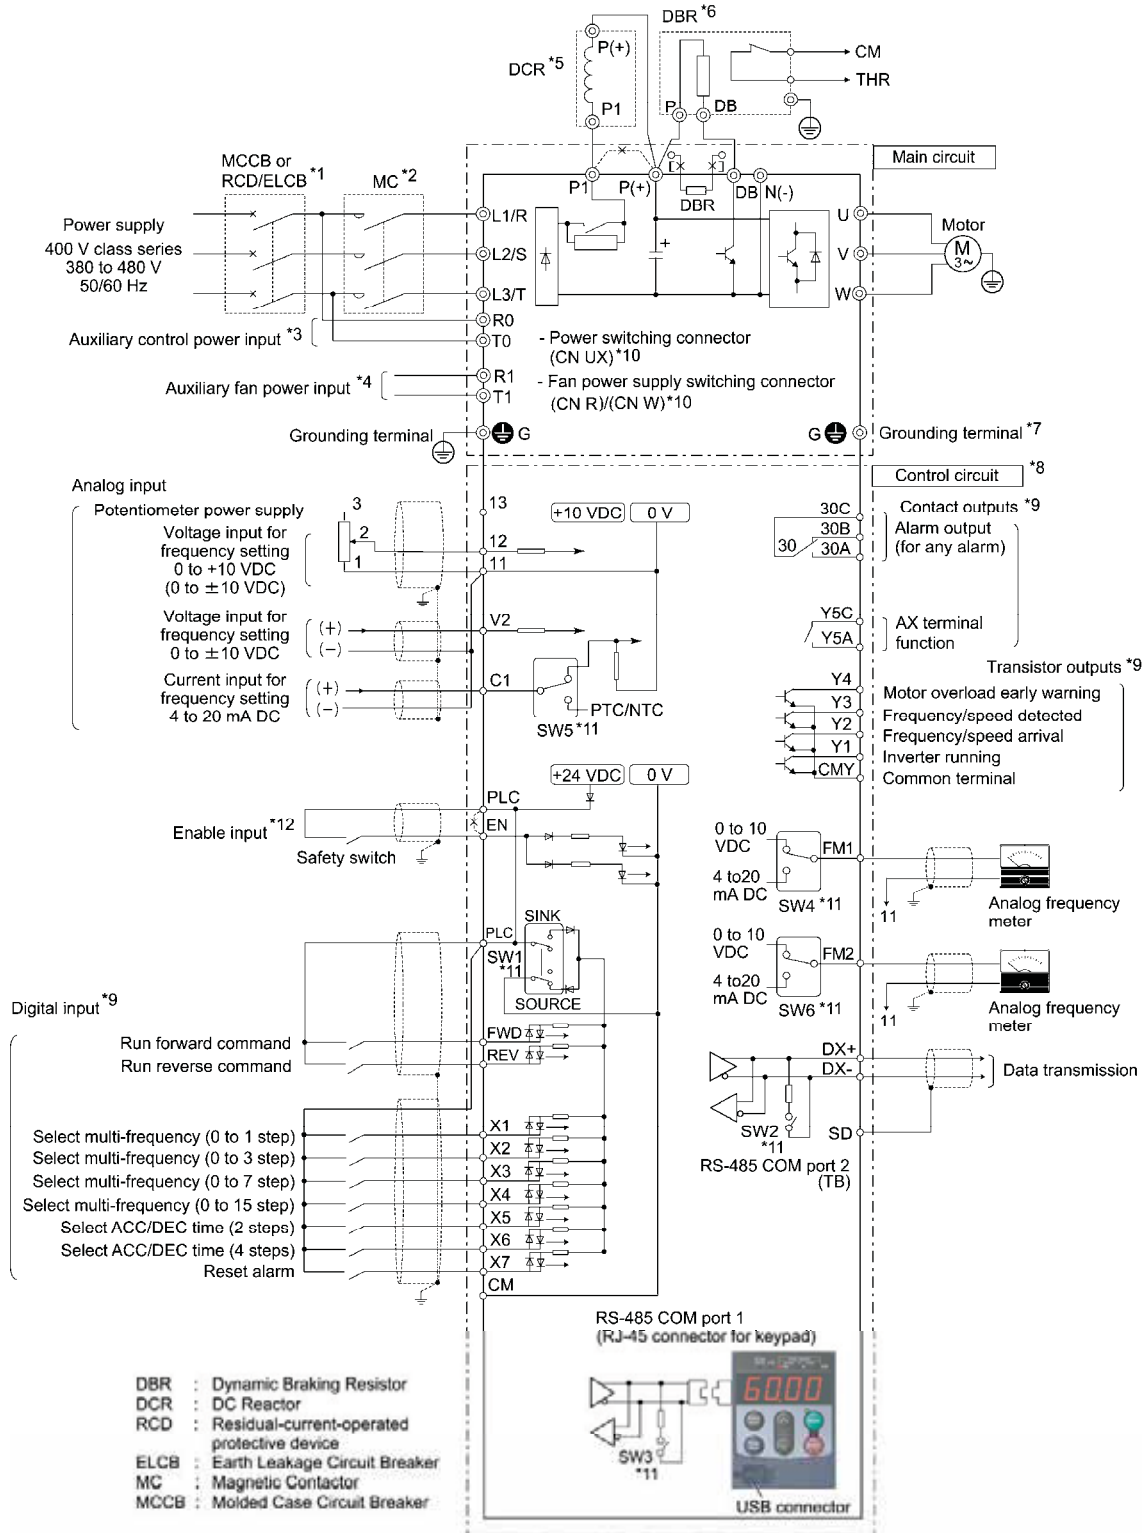 DBR *6
P(+)
DCR *5
CM
THR
P1
P
DB
Main circuit
MCCB or
RCD/ELCB *1
MC *2
P1
P(+)
DBR
DB
N(-)
Power supply
400 V class series
380 to 480 V
50/60 Hz
L1/R
L2/S
L3/T
+
U
V
W
Motor
M
3~
Auxiliary control power input *3
R0
T0
- Power switching connector
(CN UX) *10
Auxiliary fan power input *4
R1
T1
- Fan power supply switching connector
(CN R)/(CN W) *10
Grounding terminal
G
G
Grounding terminal *7
Control circuit *8
Analog input
Potentiometer power supply
Voltage input for
frequency setting
0 to +10 VDC
(0 to ±10 VDC)
3
2
1
13
12
11
+10 VDC
0 V
Contact outputs *9
30C
30B
30
30A
Alarm output
(for any alarm)
Voltage input for
frequency setting
0 to ±10 VDC
(+)
(−)
V2
Y5C
Y5A
AX terminal
function
Current input for
frequency setting
4 to 20 mA DC
(+)
(−)
C1
PTC/NTC
SW5 *11
Transistor outputs *9
Y4
Motor overload early warning
Y3
Frequency/speed detected
Y2
Frequency/speed arrival
Y1
Inverter running
CMY
Common terminal
+24 VDC
0 V
Enable input *12
Safety switch
PLC
EN
0 to 10
VDC
4 to20
mA DC
FM1
SW4 *11
11
Analog frequency
meter
SINK
PLC
SW1
*11
SOURCE
0 to 10
VDC
4 to20
mA DC
FM2
SW6 *11
11
Analog frequency
meter
Digital input *9
Run forward command
FWD
Run reverse command
REV
DX+
DX-
Data transmission
SW2
*11
SD
RS-485 COM port 2
(TB)
Select multi-frequency (0 to 1 step)
X1
Select multi-frequency (0 to 3 step)
X2
Select multi-frequency (0 to 7 step)
X3
Select multi-frequency (0 to 15 step)
X4
Select ACC/DEC time (2 steps)
X5
Select ACC/DEC time (4 steps)
X6
Reset alarm
X7
CM
RS-485 COM port 1
(RJ-45 connector for keypad)
60.00
SW3
*11
USB connector
DBR : Dynamic Braking Resistor
DCR : DC Reactor
RCD : Residual-current-operated
protective device
ELCB : Earth Leakage Circuit Breaker
MC : Magnetic Contactor
MCCB : Molded Case Circuit Breaker